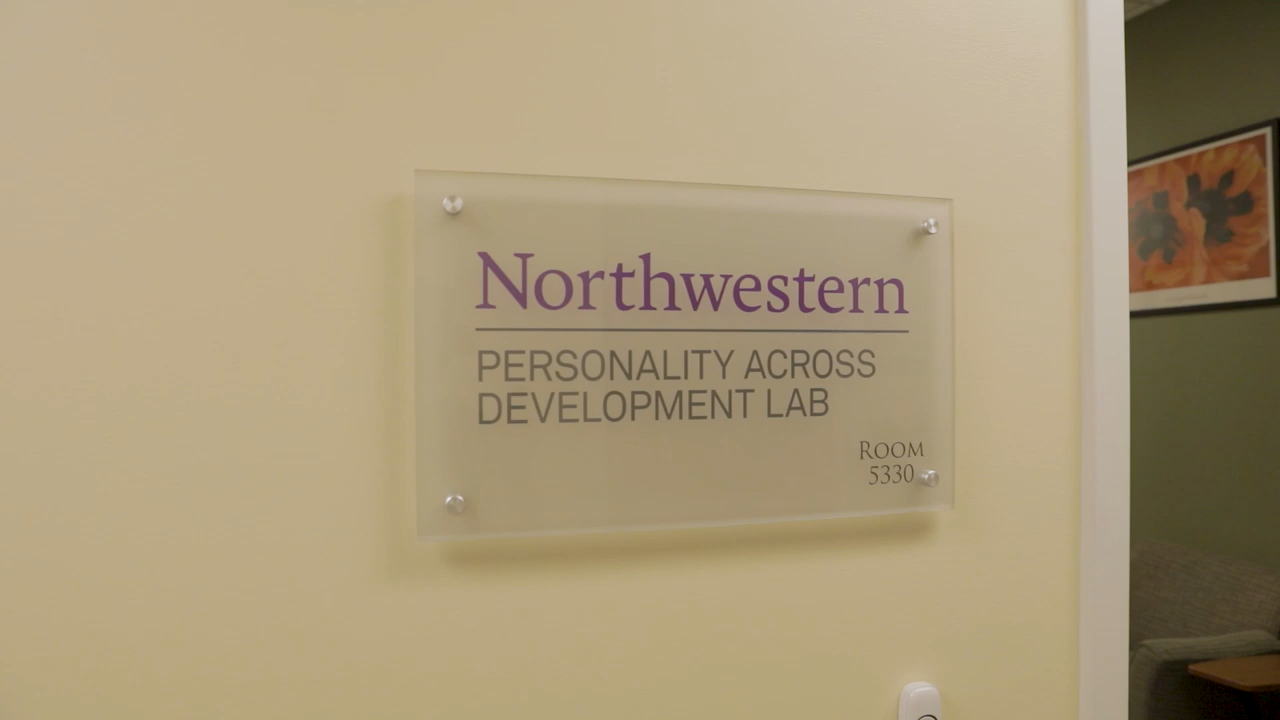 Northwestern
PERSONALITY ACROSS
DEVELOPMENT LAB
ROOM
5330